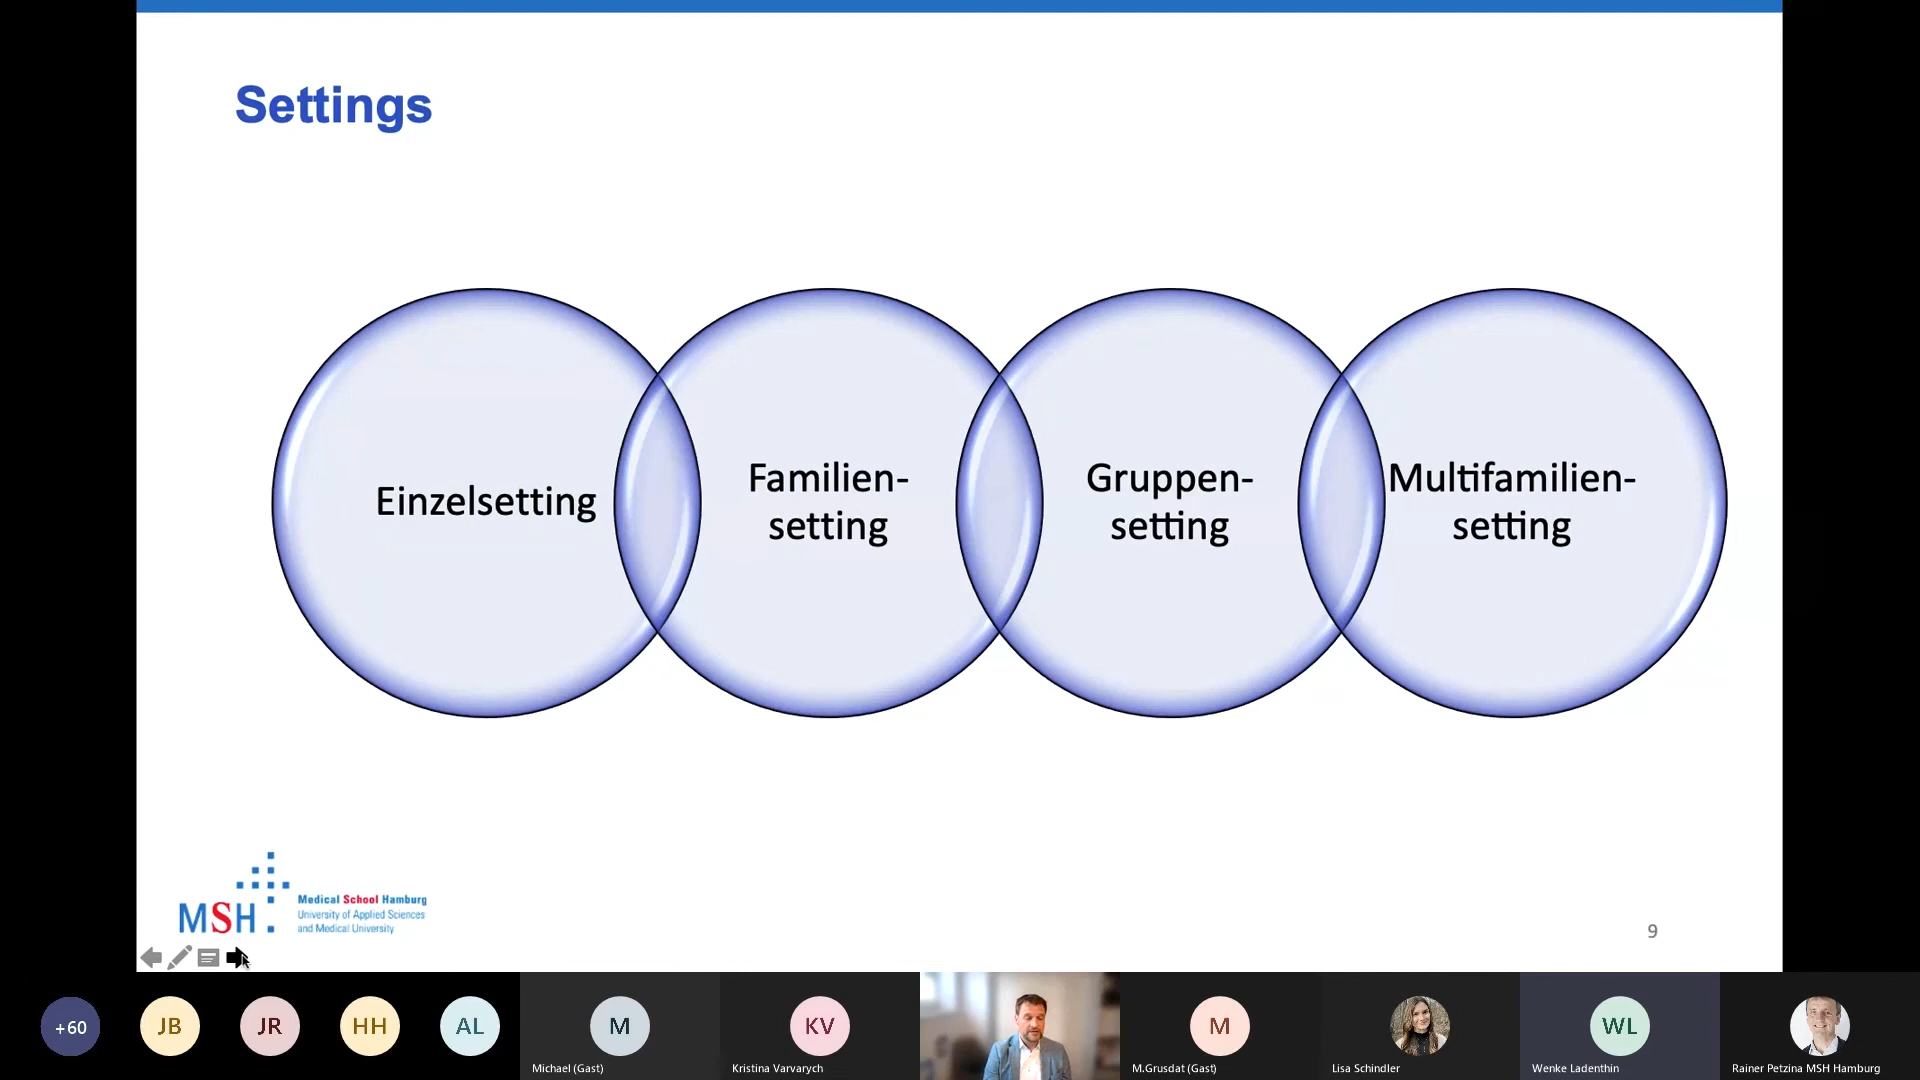 Settings
Einzelsetting
Familien-
setting
Gruppen-
setting
Multifamilien-
setting
MSH
Medical School Hamburg
University of Applied Sciences
and Medical University
9
+60
JB
JR
HH
AL
M
Michael (Gast)
KV
Kristina Varvarych
M
M.Grusdat (Gast)
Lisa Schindler
WL
Wenke Ladenthin
Rainer Petzina MSH Hamburg